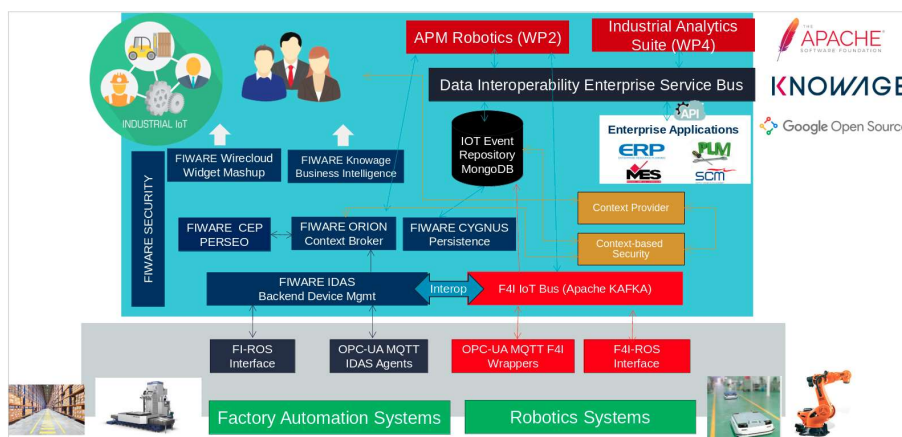 APM Robotics (WP2)
Industrial Analytics
Suite (WP4)
THE
APACHE
SOFTWARE FOUNDATION
Data Interoperability Enterprise Service Bus
KNOWAGE
INDUSTRIAL IoT
API
Google Open Source
Enterprise Applications
ERP
PLM
MES
SCM
IOT Event
Repository
MongoDB
FIWARE SECURITY
FIWARE Wirecloud
Widget Mashup
FIWARE Knowage
Business Intelligence
Context Provider
FIWARE CEP
PERSEO
FIWARE ORION
Context Broker
FIWARE CYGNUS
Persistence
Context-based
Security
FIWARE IDAS
Backend Device Mgmt
Interop
F4I IoT Bus (Apache KAFKA)
FI-ROS
Interface
OPC-UA MQTT
IDAS Agents
OPC-UA MQTT F4I
Wrappers
F4I-ROS
Interface
Factory Automation Systems
Robotics Systems